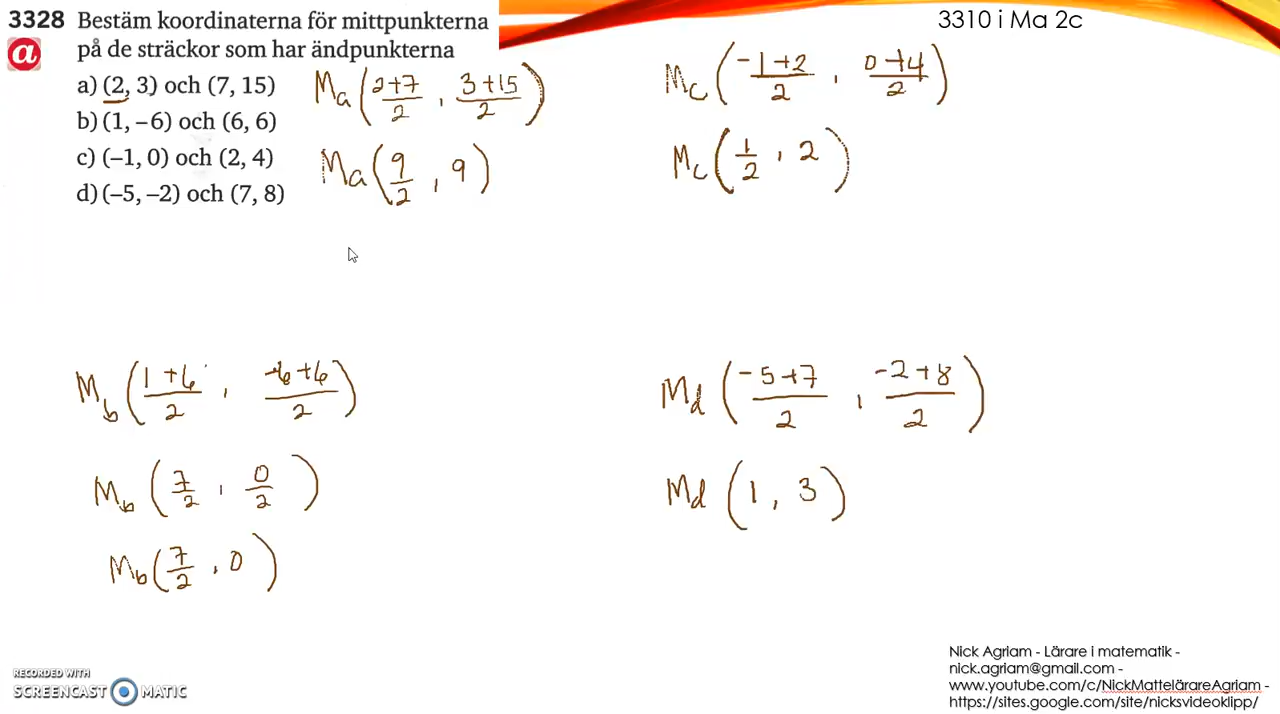 3328 Bestäm koordinaterna för mittpunkterna
på de sträckor som har ändpunkterna
a
a) (2, 3) och (7, 15)
b) (1, –6) och (6, 6)
c) (–1, 0) och (2, 4)
d) (–5, –2) och (7, 8)
3310 i Ma 2c
Ma (2+7/2 , 3+15/2)
Ma (9/2 , 9)
Mc (-1+2/2 , 0+4/2)
Mc (1/2 , 2)
Mb (1+6/2 , -6+6/2)
Mb (7/2 , 0/2)
Mb (7/2 , 0)
Md (-5+7/2 , -2+8/2)
Md (1 , 3)
RECORDED WITH
SCREENCAST MATIC
Nick Agriam - Lärare i matematik -
nick.agriam@gmail.com -
www.youtube.com/c/NickMattelärareAgriam -
https://sites.google.com/site/nicksvideoklipp/